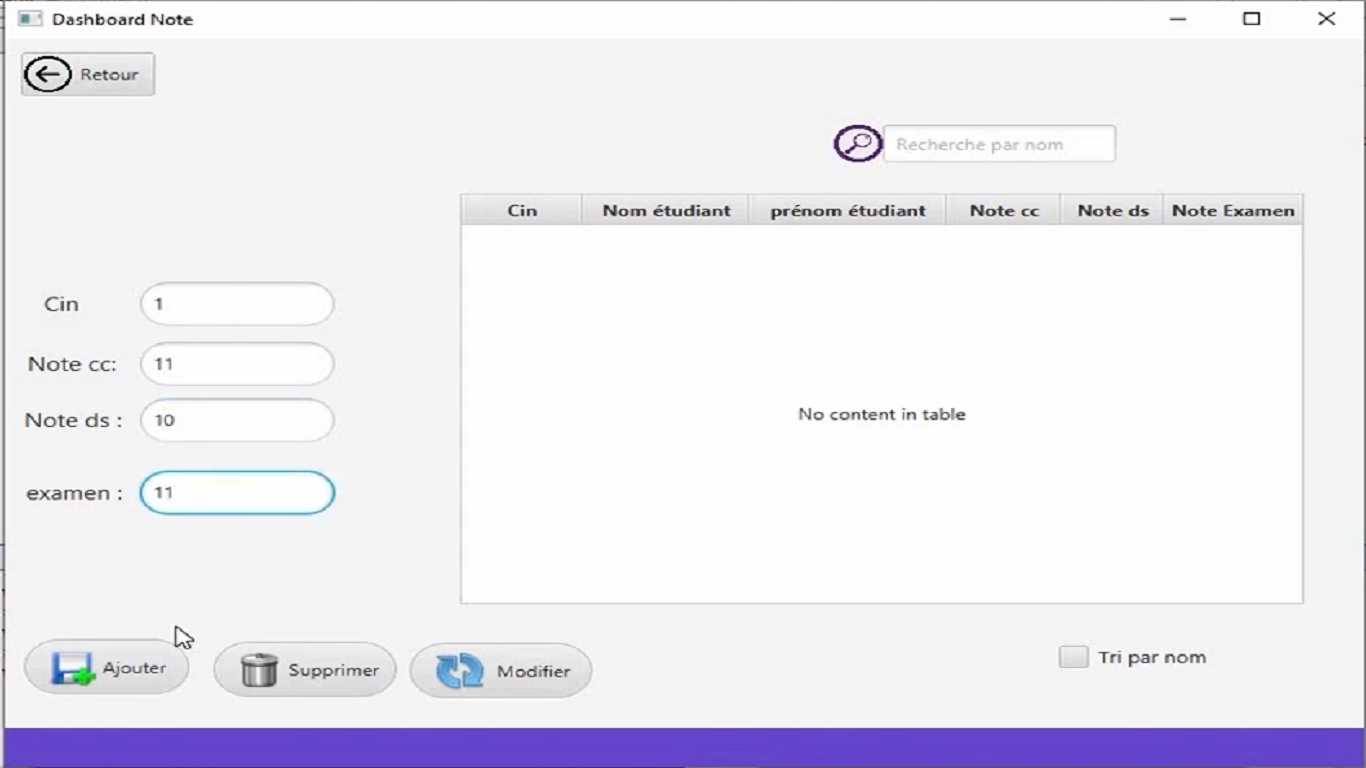 Dashboard Note
Retour
Recherche par nom
Cin Nom étudiant prénom étudiant Note cc Note ds Note Examen
No content in table
Cin 1
Note cc: 11
Note ds : 10
examen : 11
Ajouter Supprimer Modifier Tri par nom